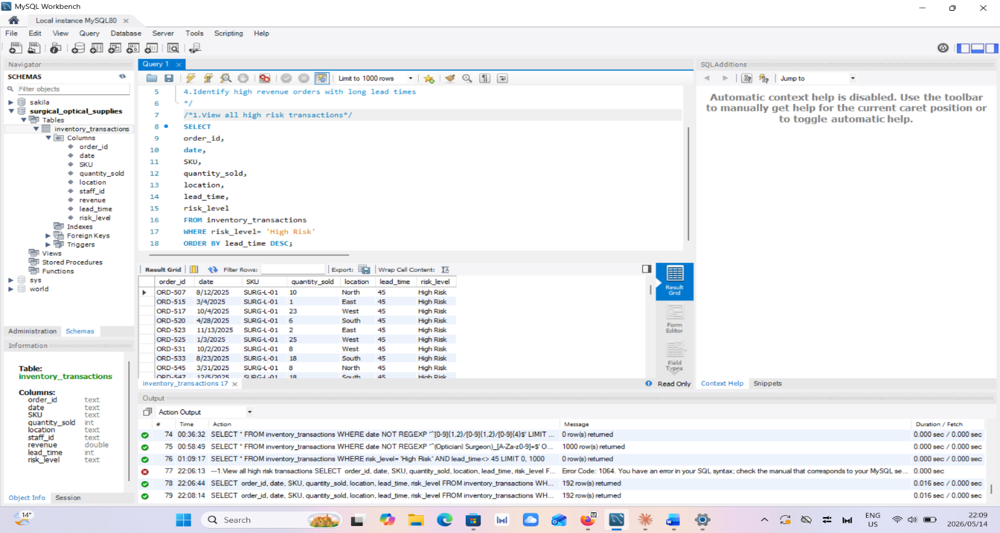 MySQL Workbench
Local instance MySQL80
File Edit View Query Database Server Tools Scripting Help
Navigator
SCHEMAS
Filter objects
sakila
surgical_optical_supplies
Tables
inventory_transactions
Columns
order_id
date
SKU
quantity_sold
location
staff_id
revenue
lead_time
risk_level
Indexes
Foreign Keys
Triggers
Views
Stored Procedures
Functions
sys
world
Administration Schemas
Information
Table:
inventory_transactions
Columns:
order_id text
date text
SKU text
quantity_sold int
location text
staff_id text
revenue double
lead_time int
risk_level text
Object Info Session
Query 1
Limit to 1000 rows
5 4.Identify high revenue orders with long lead times
6 */
7 /*1.View all high risk transactions*/
8 SELECT
9 order_id,
10 date,
11 SKU,
12 quantity_sold,
13 location,
14 lead_time,
15 risk_level
16 FROM inventory_transactions
17 WHERE risk_level= 'High Risk'
18 ORDER BY lead_time DESC;
Result Grid Filter Rows: Export: Wrap Cell Content:
order_id date SKU quantity_sold location lead_time risk_level
ORD-507 8/12/2025 SURG-L-01 10 North 45 High Risk
ORD-515 3/4/2025 SURG-L-01 1 East 45 High Risk
ORD-517 10/4/2025 SURG-L-01 23 West 45 High Risk
ORD-520 4/28/2025 SURG-L-01 6 South 45 High Risk
ORD-523 11/13/2025 SURG-L-01 2 East 45 High Risk
ORD-525 1/3/2025 SURG-L-01 25 West 45 High Risk
ORD-531 10/2/2025 SURG-L-01 8 West 45 High Risk
ORD-533 8/23/2025 SURG-L-01 18 South 45 High Risk
ORD-545 3/31/2025 SURG-L-01 8 North 45 High Risk
ORD-547 12/5/2025 SURG-L-01 18 South 45 High Risk
Result Grid
Form Editor
Field Types
inventory_transactions 17
Read Only
SQLAdditions
Jump to
Automatic context help is disabled. Use the toolbar
to manually get help for the current caret position or
to toggle automatic help.
Context Help Snippets
Output
Action Output
# Time Action Message Duration / Fetch
74 00:36:32 SELECT * FROM inventory_transactions WHERE date NOT REGEXP '^[0-9]{1,2}/[0-9]{1,2}/[0-9]{4}$' LIMIT ... 0 row(s) returned 0.000 sec / 0.000 sec
75 00:58:49 SELECT * FROM inventory_transactions WHERE date NOT REGEXP '^(Optician| Surgeon)_[A-Za-z0-9]+$' O... 1000 row(s) returned 0.000 sec / 0.000 sec
76 01:09:17 SELECT * FROM inventory_transactions WHERE risk_level= 'High Risk' AND lead_time<> 45 LIMIT 0, 1000 0 row(s) returned 0.000 sec / 0.000 sec
77 22:06:13 ---1.View all high risk transactions SELECT order_id, date, SKU, quantity_sold, location, lead_time, risk_level F... Error Code: 1064. You have an error in your SQL syntax; check the manual that corresponds to your MySQL se... 0.000 sec
78 22:06:44 SELECT order_id, date, SKU, quantity_sold, location, lead_time, risk_level FROM inventory_transactions WH... 192 row(s) returned 0.016 sec / 0.000 sec
79 22:08:14 SELECT order_id, date, SKU, quantity_sold, location, lead_time, risk_level FROM inventory_transactions WH... 192 row(s) returned 0.016 sec / 0.000 sec
14°
Search
ENG
US
22:09
2026/05/14